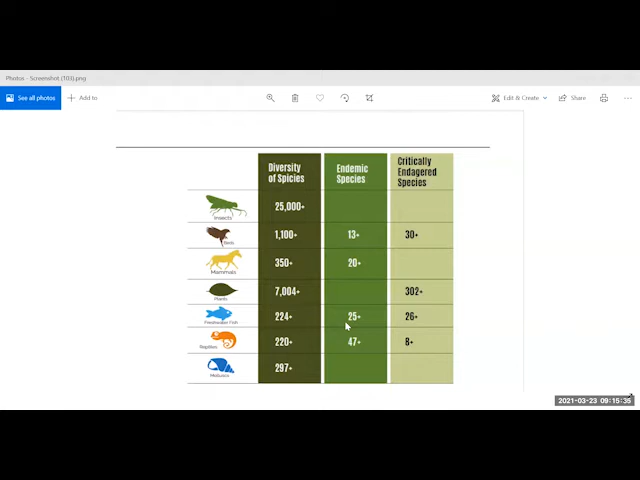 Photos - Screenshot (103).png
See all photos + Add to Edit & Create Share ...
Diversity of Spicies
Endemic Species
Critically Endagered Species
Insects 25,000+
Birds 1,100+ 13+ 30+
Mammals 350+ 20+
Plants 7,004+ 302+
Freshwater Fish 224+ 25+ 26+
Reptiles 220+ 47+ 8+
Molluscs 297+
2021-03-23 09:15:35